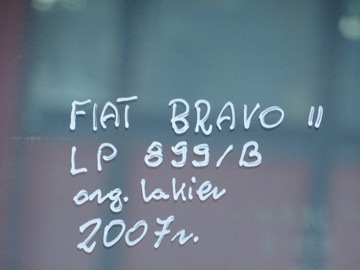 FIAT BRAVO II
LP 899/B
org. lakier
2007r.